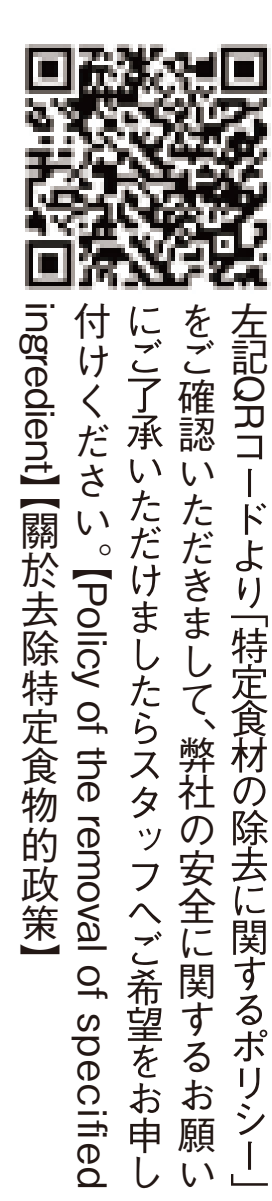 左記QRコードより「特定食材の除去に関するポリシー」
をご確認いただきまして、弊社の安全に関するお願い
にご了承いただけましたらスタッフへご希望をお申し
付けください。【Policy of the removal of specified
ingredient】【關於去除特定食物的政策】